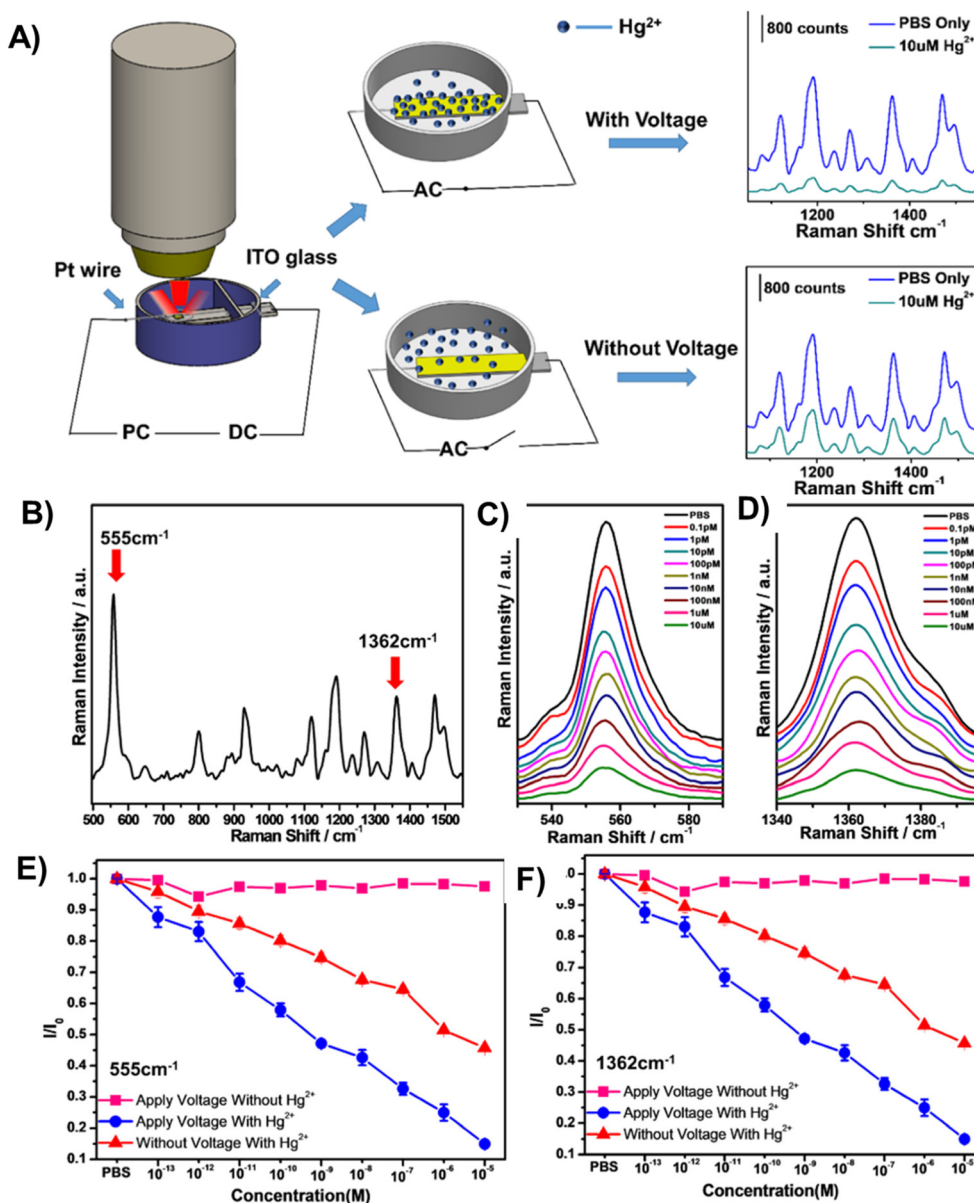 A)
Hg²⁺
With Voltage
AC
Pt wire
ITO glass
PC
DC
Without Voltage
AC
800 counts
PBS Only
10uM Hg²⁺
1200
1400
Raman Shift cm⁻¹
800 counts
PBS Only
10uM Hg²⁺
1200
1400
Raman Shift cm⁻¹
B)
555cm⁻¹
1362cm⁻¹
Raman Intensity / a.u.
500 600 700 800 900 1000 1100 1200 1300 1400 1500
Raman Shift / cm⁻¹
C)
PBS
0.1pM
1pM
10pM
100pM
1nM
10nM
100nM
1uM
10uM
Raman Intensity / a.u.
540 560 580
Raman Shift / cm⁻¹
D)
PBS
0.1pM
1pM
10pM
100pM
1nM
10nM
100nM
1uM
10uM
Raman Intensity / a.u.
1340 1360 1380
Raman Shift / cm⁻¹
E)
1.0
0.9
0.8
0.7
0.6
0.5
0.4
0.3
0.2
0.1
I/I₀
555cm⁻¹
Apply Voltage Without Hg²⁺
Apply Voltage With Hg²⁺
Without Voltage With Hg²⁺
PBS 10⁻¹³ 10⁻¹² 10⁻¹¹ 10⁻¹⁰ 10⁻⁹ 10⁻⁸ 10⁻⁷ 10⁻⁶ 10⁻⁵
Concentration(M)
F)
.0
0.9
0.8
0.7
0.6
0.5
0.4
0.3
0.2
0.1
I/I₀
1362cm⁻¹
Apply Voltage Without Hg²⁺
Apply Voltage With Hg²⁺
Without Voltage With Hg²⁺
PBS 10⁻¹³ 10⁻¹² 10⁻¹¹ 10⁻¹⁰ 10⁻⁹ 10⁻⁸ 10⁻⁷ 10⁻⁶ 10⁻⁵
Concentration(M)